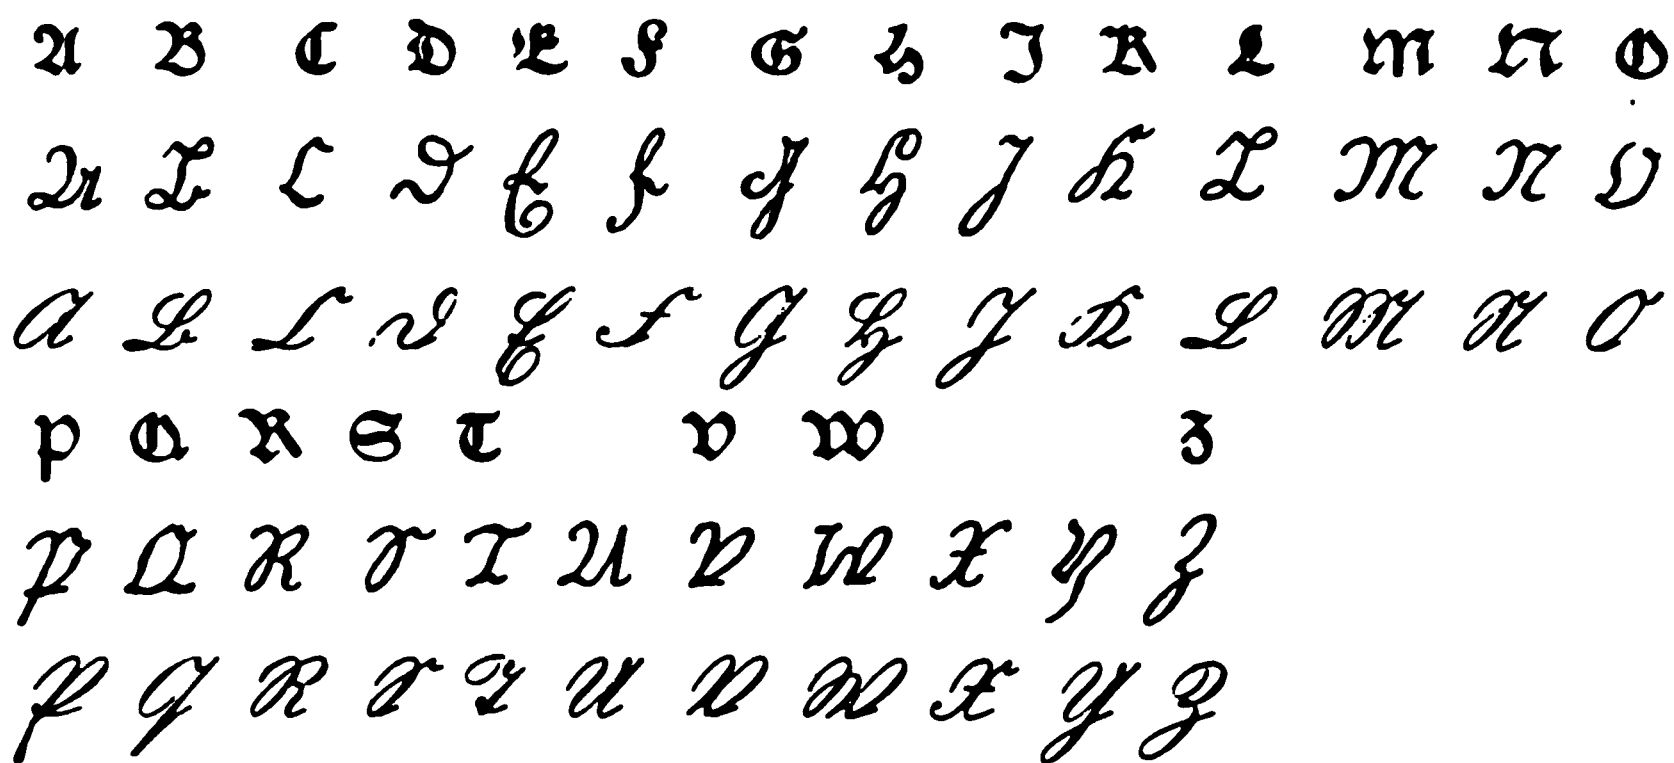 A B C D E F G H J K L M N O
A B C D E F G H J K L M N O
A B C D E F G H J K L M N O
P Q R S T V W Z
P Q R S T U V W X Y Z
P Q R S T U V W X Y Z